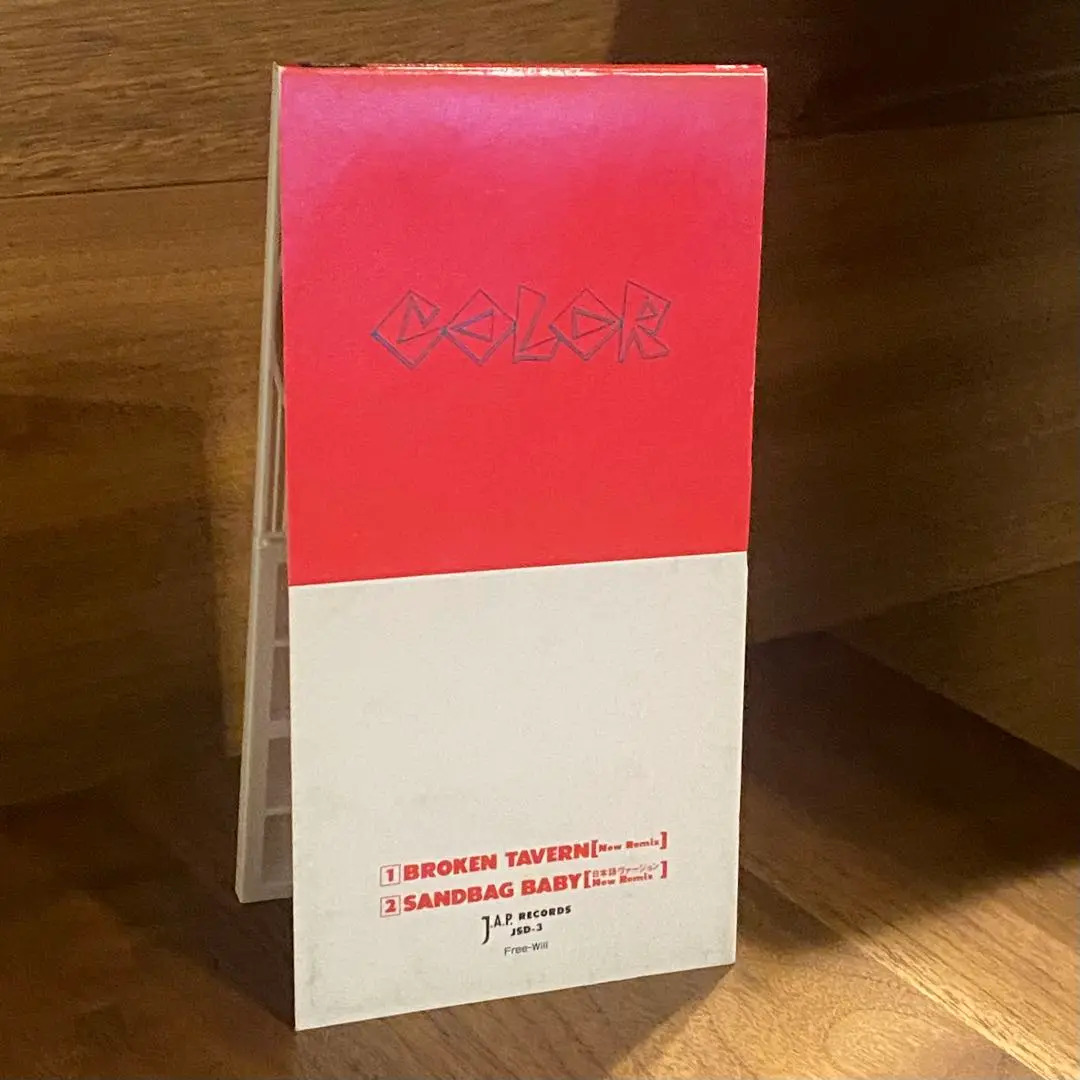 COLOR
1 BROKEN TAVERN[New Remix]
2 SANDBAG BABY[日本語ヴァージョン New Remix]
J.A.P. RECORDS
JSD-3
Free-Will